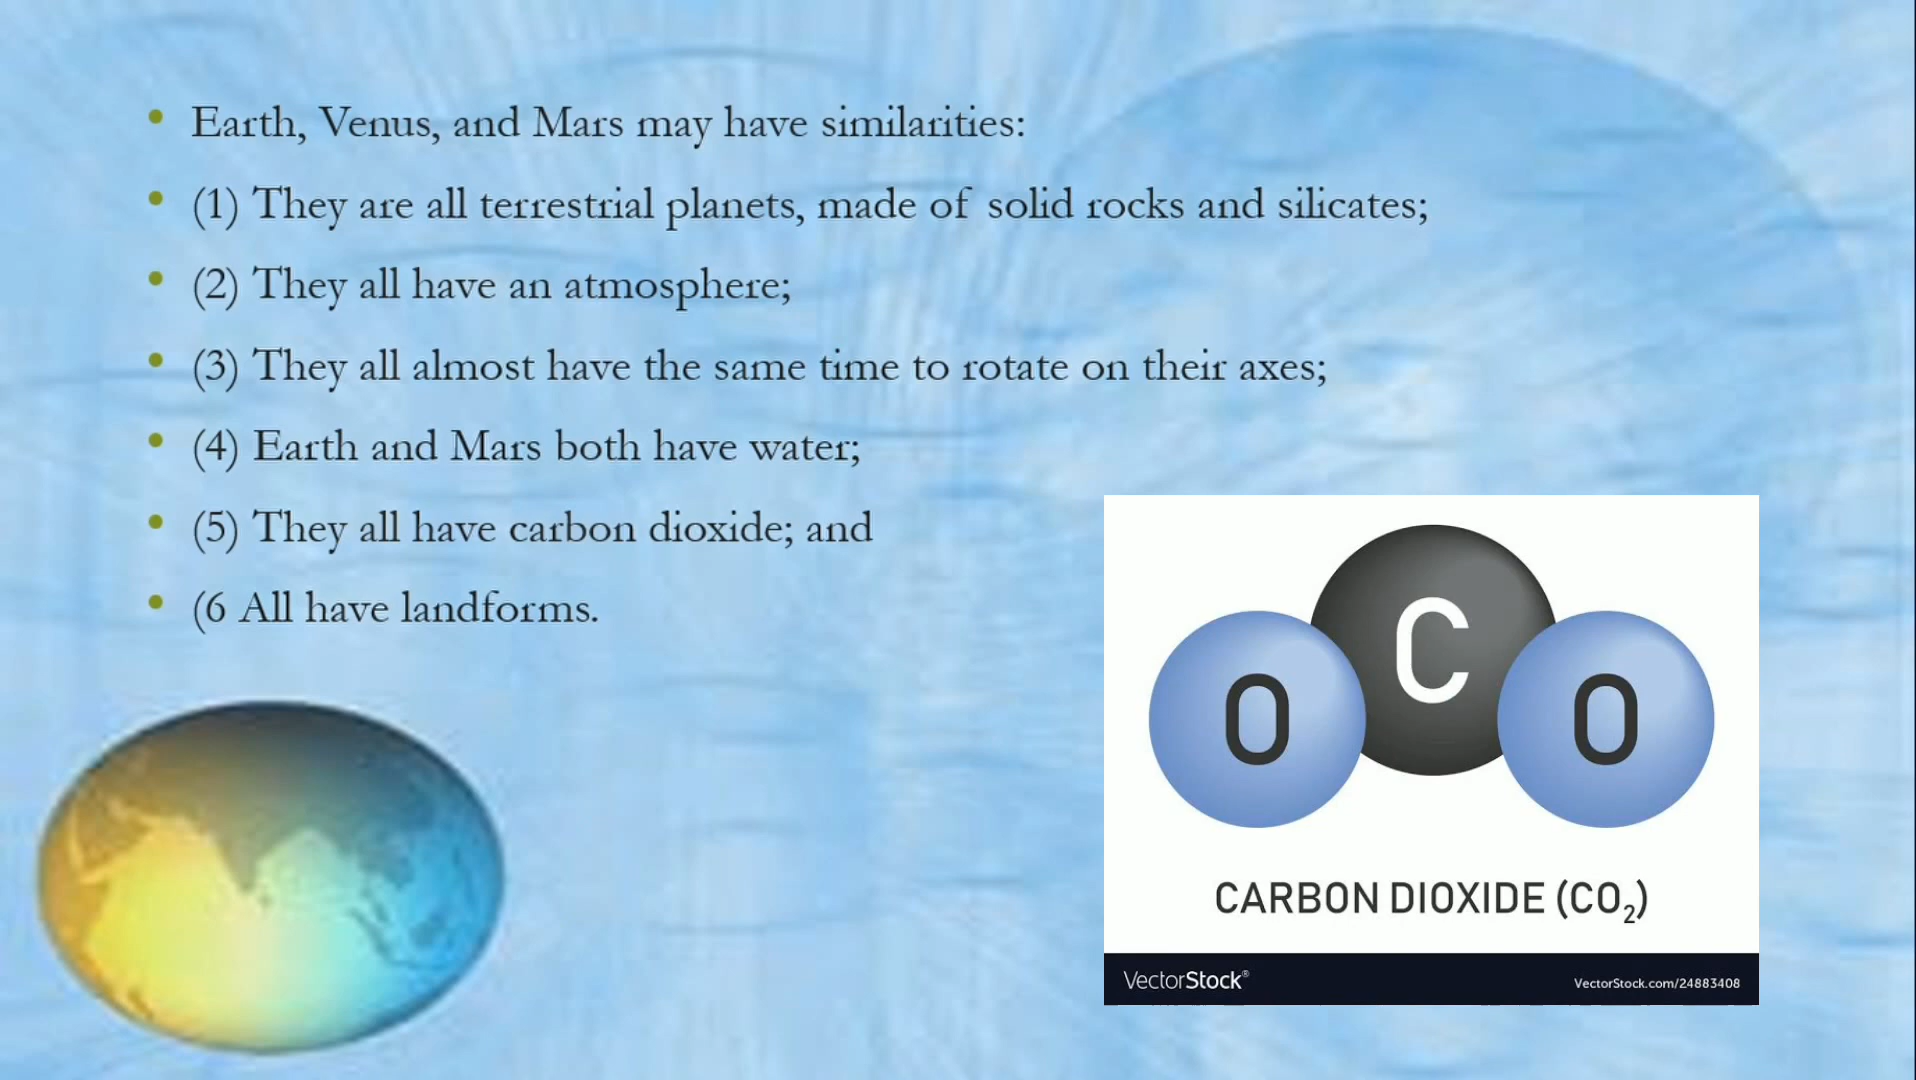 • Earth, Venus, and Mars may have similarities:
• (1) They are all terrestrial planets, made of solid rocks and silicates;
• (2) They all have an atmosphere;
• (3) They all almost have the same time to rotate on their axes;
• (4) Earth and Mars both have water;
• (5) They all have carbon dioxide; and
• (6 All have landforms.
O C O
CARBON DIOXIDE (CO₂)
VectorStock®
VectorStock.com/24883408